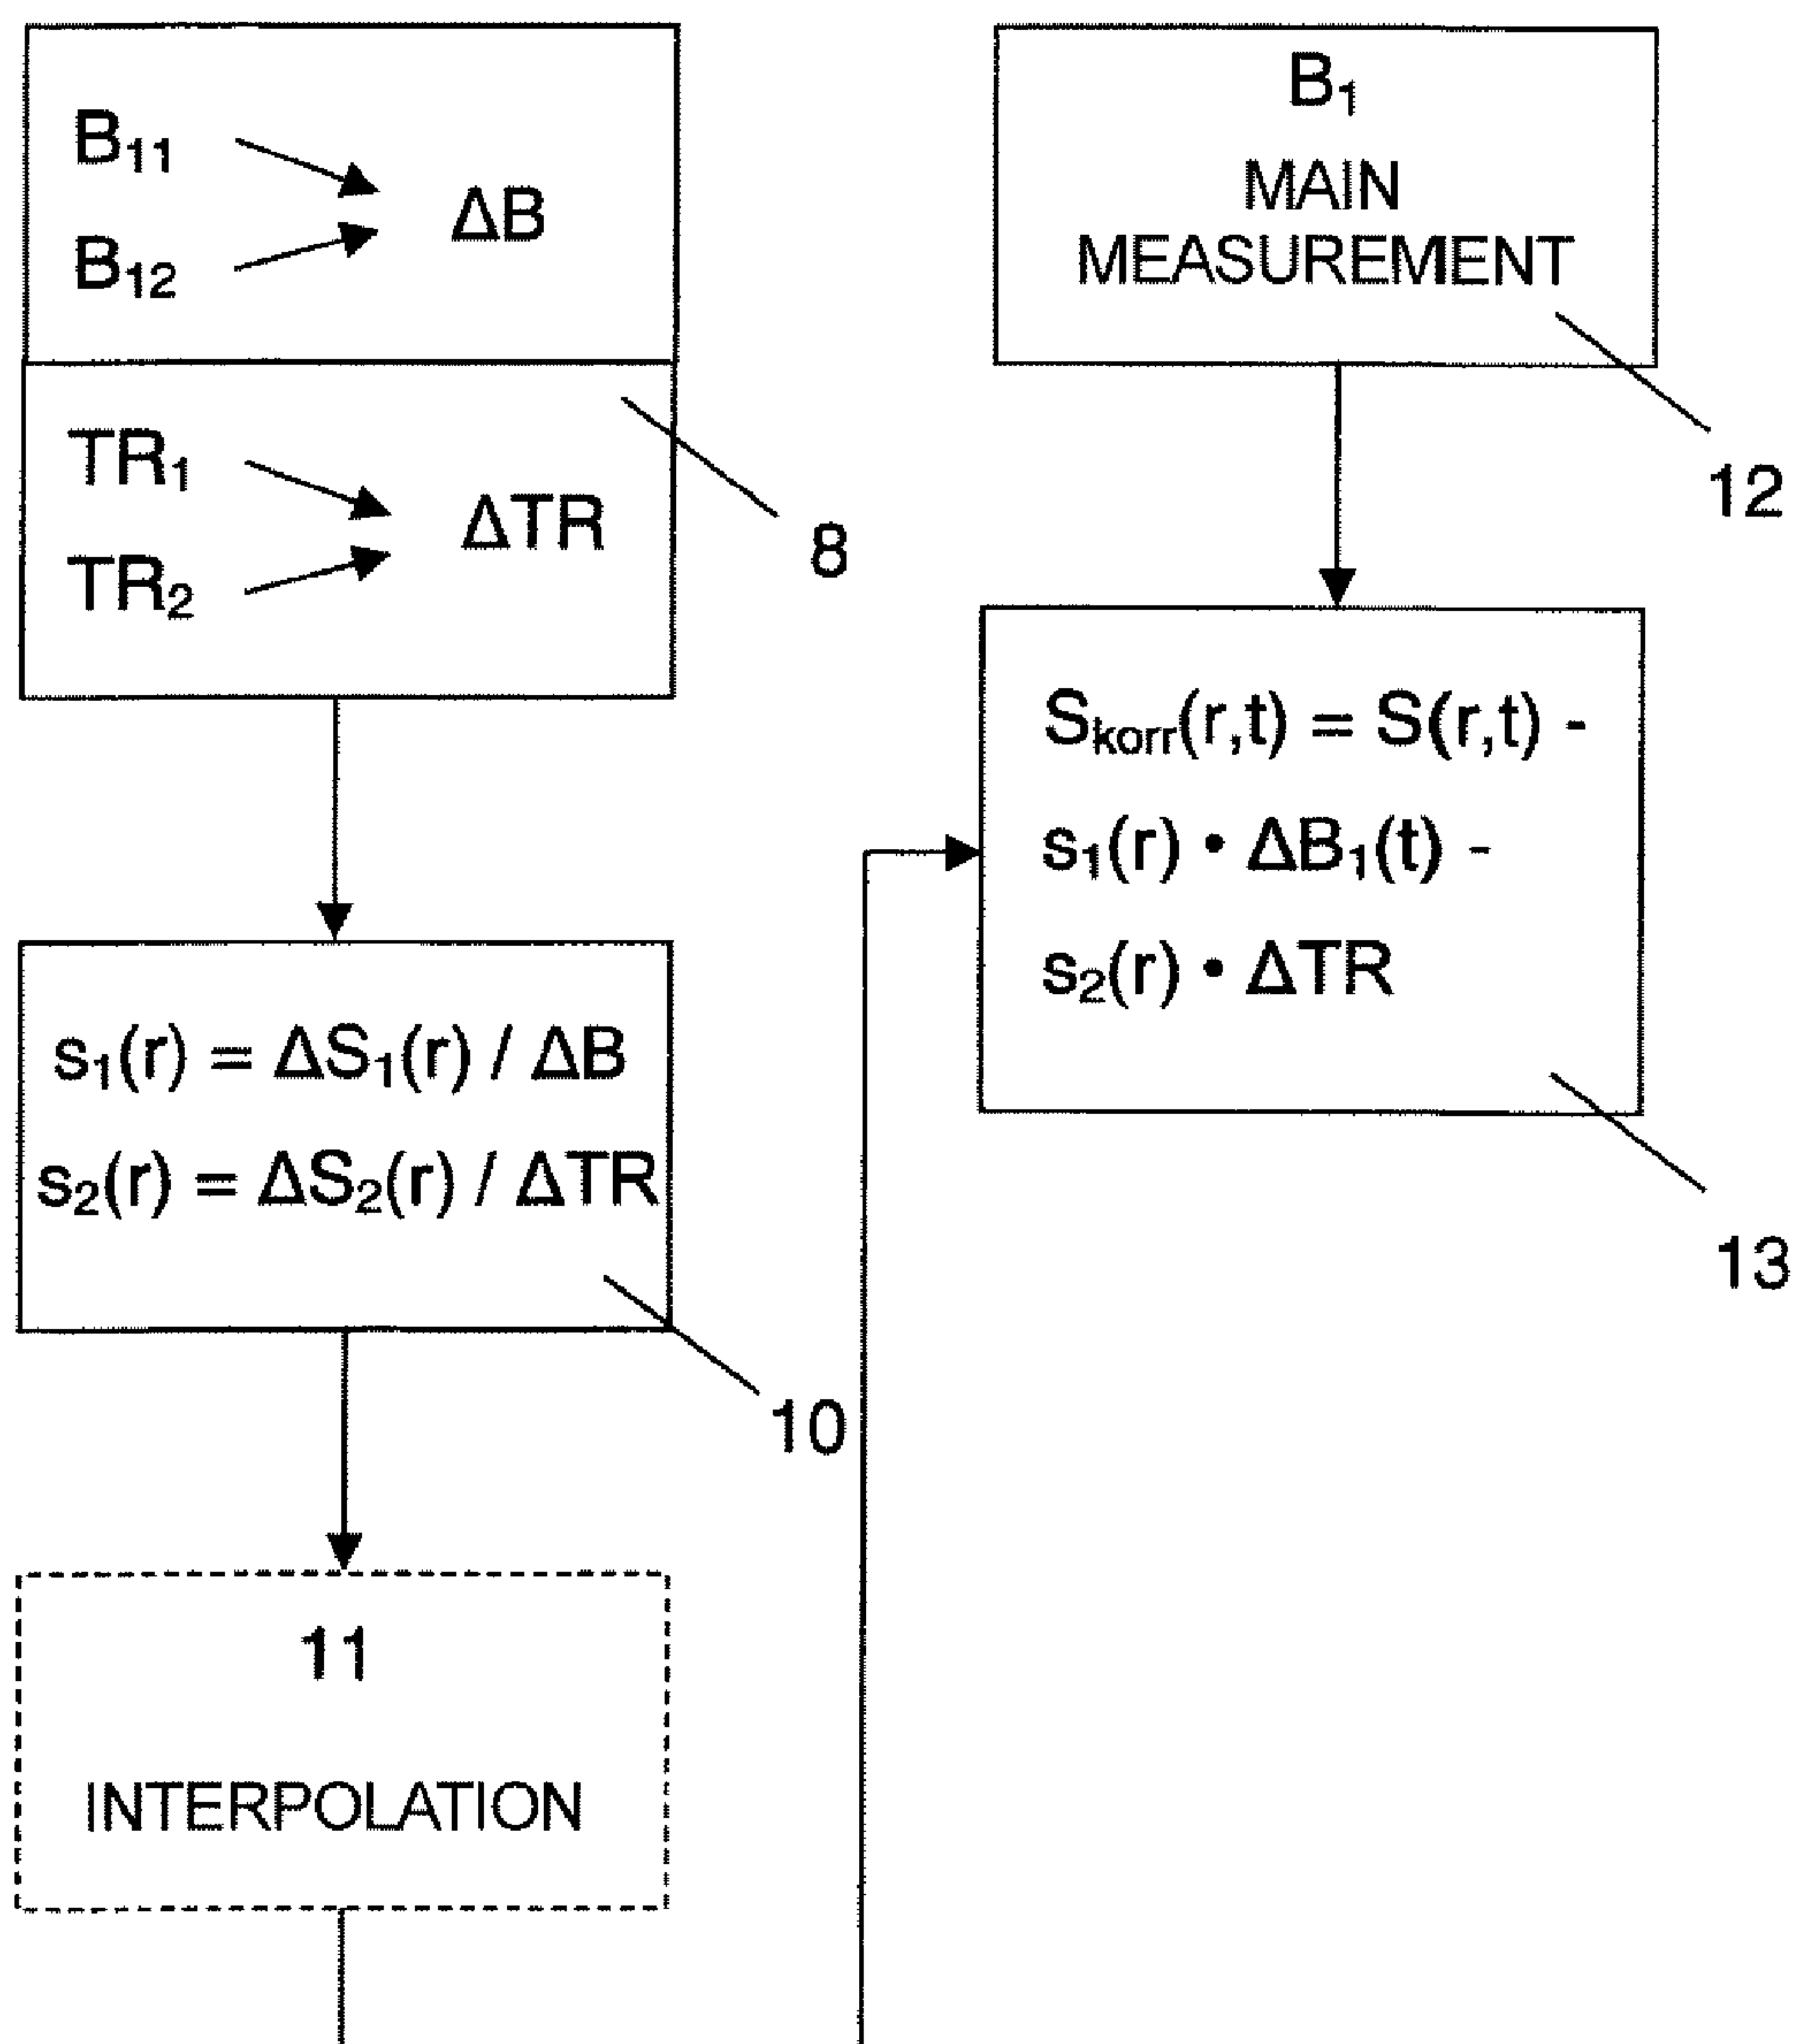 B₁₁
B₁₂
ΔB
TR₁
TR₂
ΔTR
8
s₁(r) = ΔS₁(r) / ΔB
s₂(r) = ΔS₂(r) / ΔTR
10
11
INTERPOLATION
B₁
MAIN
MEASUREMENT
12
Sₖₒᵣᵣ(r,t) = S(r,t) -
s₁(r) • ΔB₁(t) -
s₂(r) • ΔTR
13